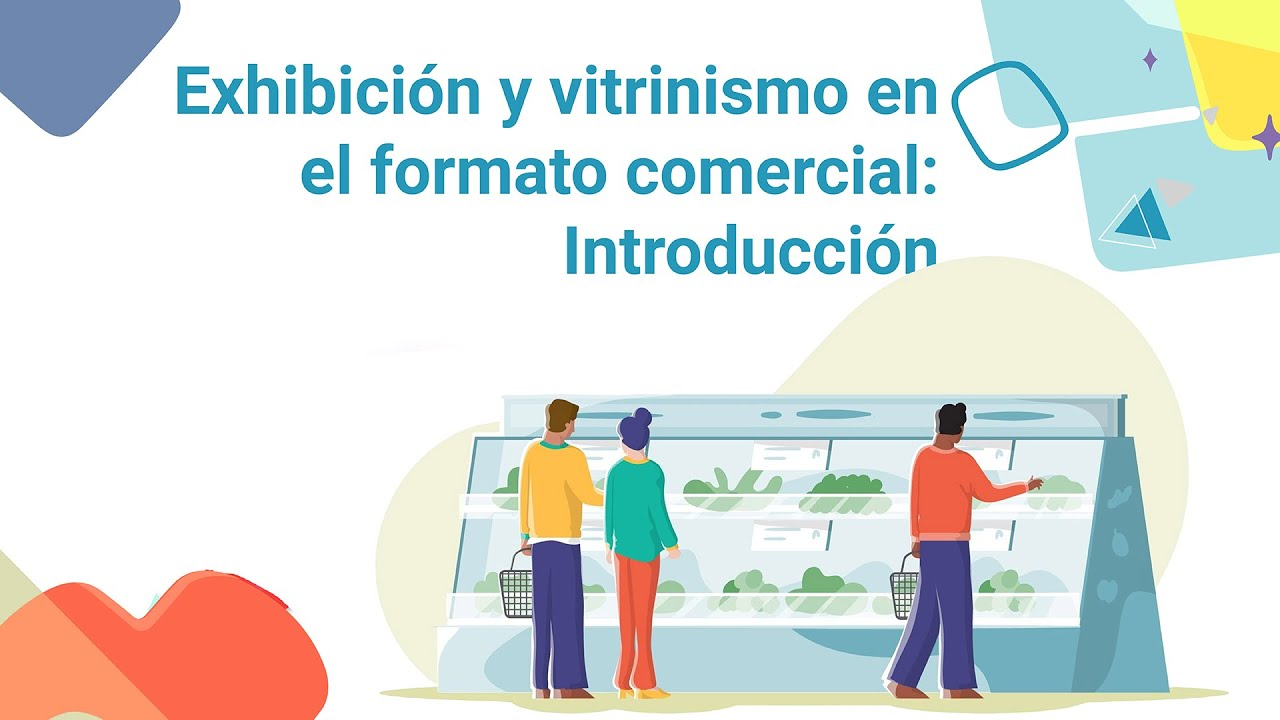 Exhibición y vitrinismo en
el formato comercial:
Introducción